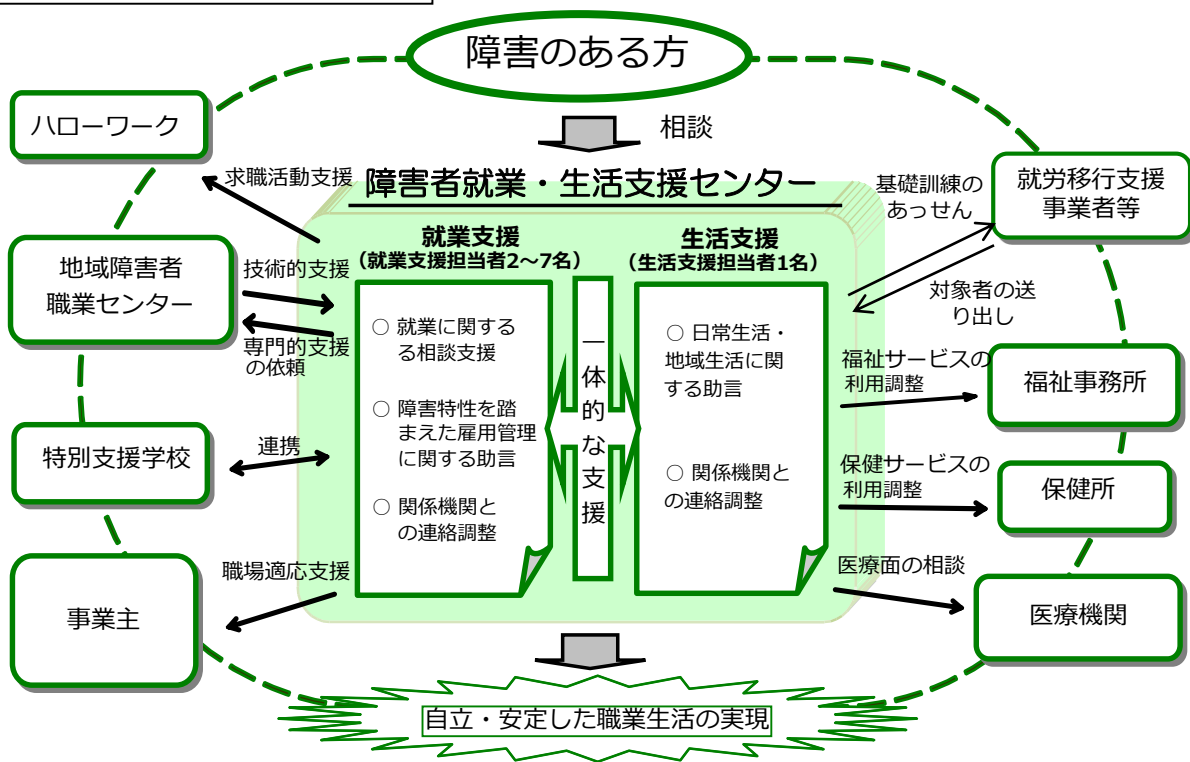 障害のある方
相談
ハローワーク
求職活動支援
障害者就業・生活支援センター
基礎訓練の
あっせん
就労移行支援
事業者等
就業支援
(就業支援担当者2~7名)
生活支援
(生活支援担当者1名)
地域障害者
職業センター
技術的支援
専門的支援
の依頼
対象者の送
り出し
○ 就業に関する
る相談支援
○ 障害特性を踏
まえた雇用管理
に関する助言
○ 関係機関と
の連絡調整
一体的な支援
○ 日常生活・
地域生活に関
する助言
○ 関係機関と
の連絡調整
福祉サービスの
利用調整
福祉事務所
特別支援学校
連携
保健サービスの
利用調整
保健所
職場適応支援
事業主
医療面の相談
医療機関
自立・安定した職業生活の実現